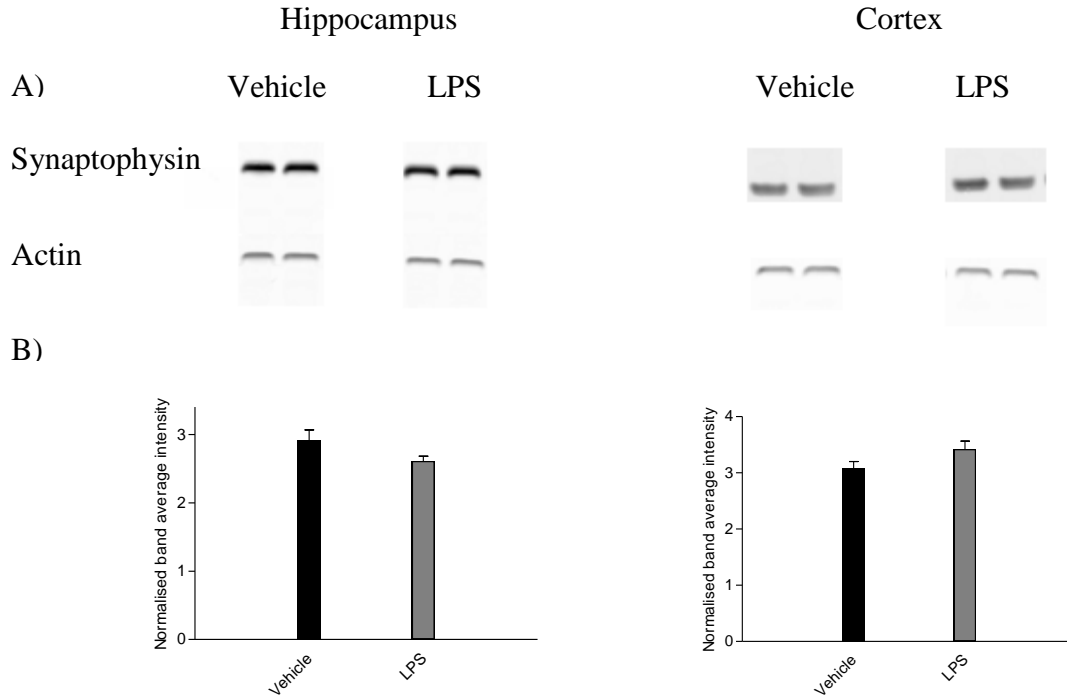 Hippocampus Cortex
A) Vehicle LPS Vehicle LPS
Synaptophysin
Actin
B)
Normalised band average intensity
3
2
1
0
Vehicle LPS
Normalised band average intensity
4
3
2
1
0
Vehicle LPS